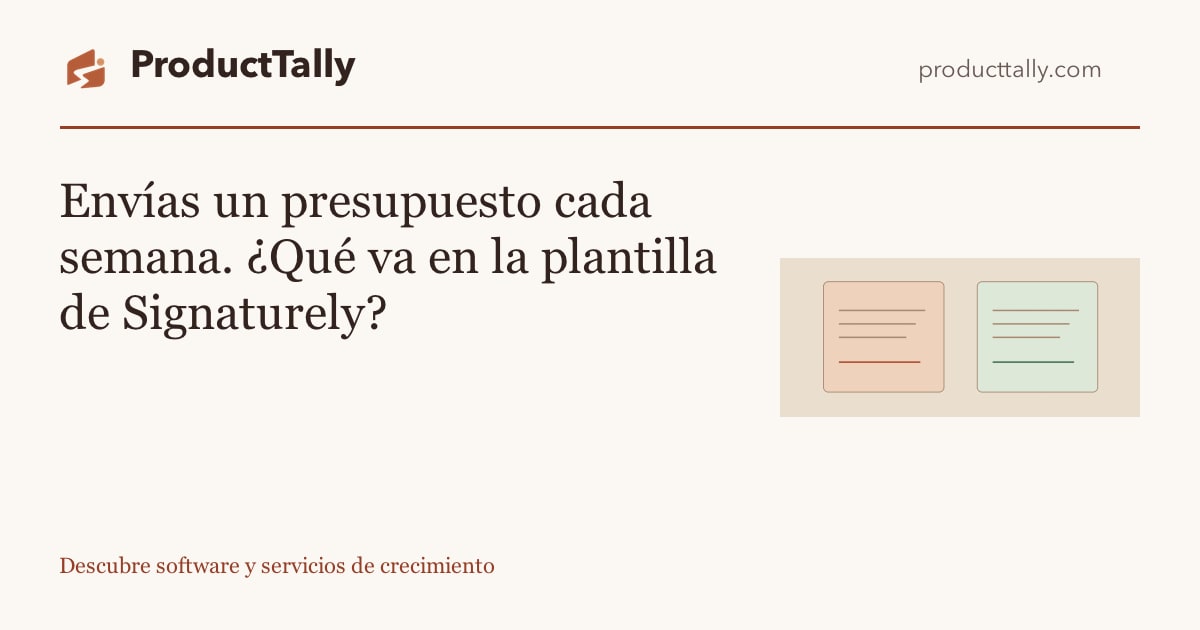 ProductTally
producttally.com
Envías un presupuesto cada
semana. ¿Qué va en la plantilla
de Signaturely?
Descubre software y servicios de crecimiento